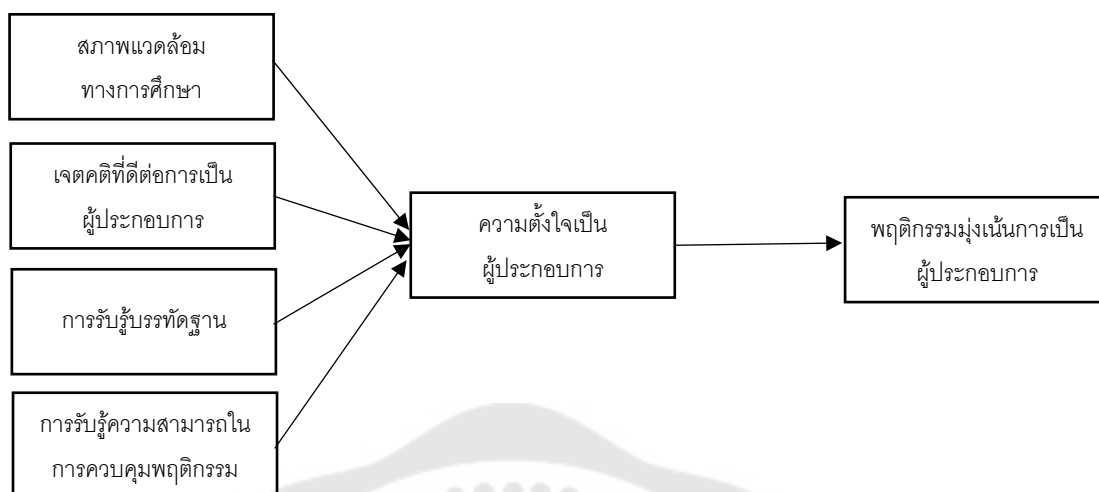 สภาพแวดล้อม
ทางการศึกษา
เจตคติที่ดีต่อการเป็น
ผู้ประกอบการ
การรับรู้บรรทัดฐาน
การรับรู้ความสามารถใน
การควบคุมพฤติกรรม
ความตั้งใจเป็น
ผู้ประกอบการ
พฤติกรรมมุ่งเน้นการเป็น
ผู้ประกอบการ